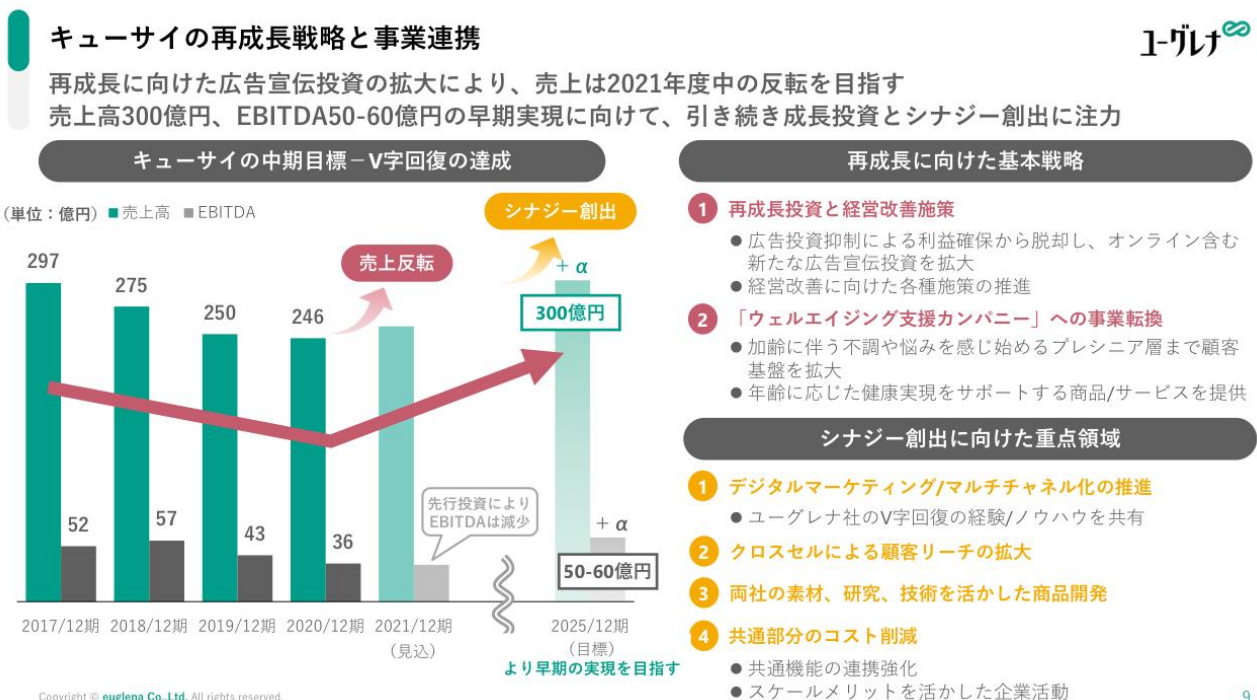 キューサイの再成長戦略と事業連携
ユーグレナ
再成長に向けた広告宣伝投資の拡大により、売上は2021年度中の反転を目指す
売上高300億円、EBITDA50-60億円の早期実現に向けて、引き続き成長投資とシナジー創出に注力
キューサイの中期目標－V字回復の達成
(単位：億円) ■売上高 ■EBITDA
シナジー創出
売上反転
+ α
300億円
297
275
250
246
52
57
43
36
先行投資により
EBITDAは減少
+ α
50-60億円
2017/12期 2018/12期 2019/12期 2020/12期 2021/12期 2025/12期
(見込) (目標)
より早期の実現を目指す
再成長に向けた基本戦略
1 再成長投資と経営改善施策
● 広告投資抑制による利益確保から脱却し、オンライン含む
新たな広告宣伝投資を拡大
● 経営改善に向けた各種施策の推進
2 「ウェルエイジング支援カンパニー」への事業転換
● 加齢に伴う不調や悩みを感じ始めるプレシニア層まで顧客
基盤を拡大
● 年齢に応じた健康実現をサポートする商品/サービスを提供
シナジー創出に向けた重点領域
1 デジタルマーケティング/マルチチャネル化の推進
● ユーグレナ社のV字回復の経験/ノウハウを共有
2 クロスセルによる顧客リーチの拡大
3 両社の素材、研究、技術を活かした商品開発
4 共通部分のコスト削減
● 共通機能の連携強化
● スケールメリットを活かした企業活動
Copyright © euglena Co.,Ltd. All rights reserved.
9